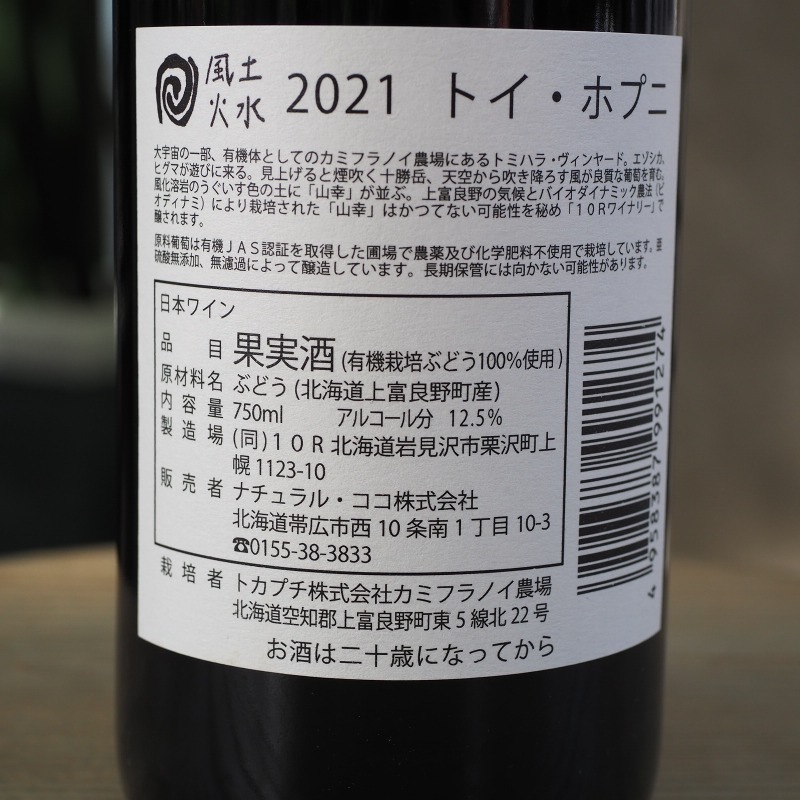 風土
火水
2021 トイ・ホプニ
大宇宙の一部、有機体としてのカミフラノイ農場にあるトミハラ・ヴィンヤード。エゾシカ、
ヒグマが遊びに来る。見上げると煙吹く十勝岳、天空から吹き降ろす風が良質な葡萄を育む。
風化溶岩のうぐいす色の土に「山幸」が並ぶ。上富良野の気候とバイオダイナミック農法(ビ
オディナミ)により栽培された「山幸」はかつてない可能性を秘め「10Rワイナリー」で
醸されます。
原料葡萄は有機JAS認証を取得した圃場で農薬及び化学肥料不使用で栽培しています。亜
硫酸無添加、無濾過によって醸造しています。長期保管には向かない可能性があります。
日本ワイン
品目 果実酒(有機栽培ぶどう100%使用)
原材料名 ぶどう(北海道上富良野町産)
内容量 750ml アルコール分 12.5%
製造場 (同)10R 北海道岩見沢市栗沢町上
幌1123-10
販売者 ナチュラル・ココ株式会社
北海道帯広市西10条南1丁目10-3
☎0155-38-3833
栽培者 トカプチ株式会社カミフラノイ農場
北海道空知郡上富良野町東5線北22号
お酒は二十歳になってから
4958387991274